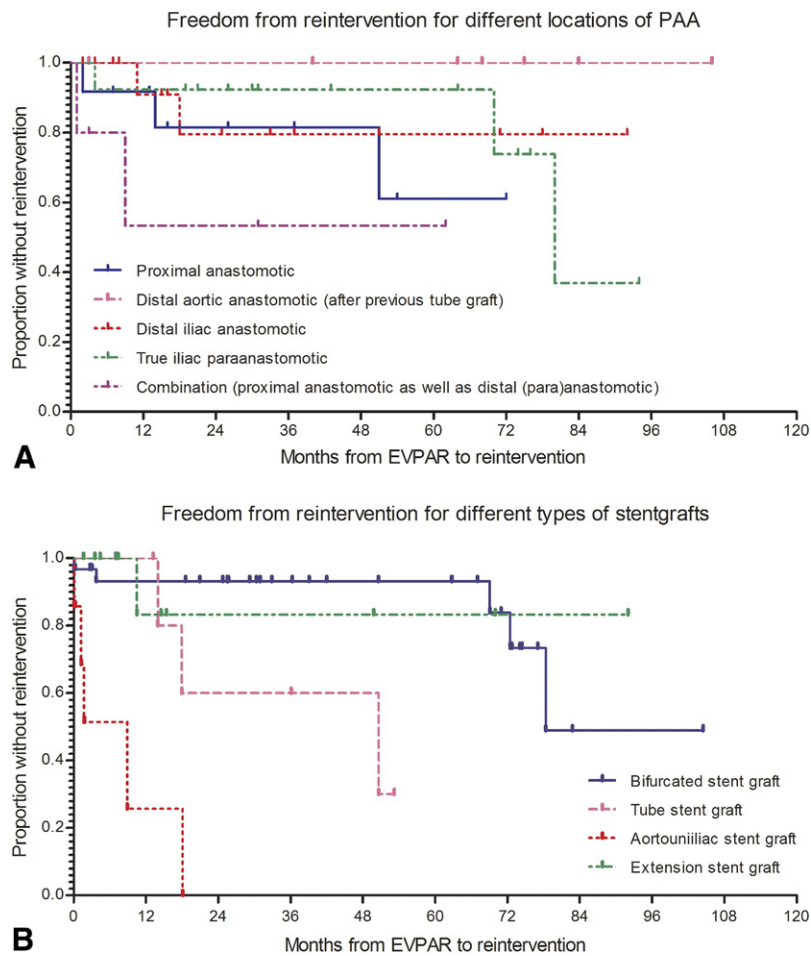 Freedom from reintervention for different locations of PAA
Proportion without reintervention
1.0
0.8
0.6
0.4
0.2
0.0
Proximal anastomotic
Distal aortic anastomotic (after previous tube graft)
Distal iliac anastomotic
True iliac paraanastomotic
Combination (proximal anastomotic as well as distal (para)anastomotic)
0 12 24 36 48 60 72 84 96 108 120
Months from EVPAR to reintervention
A
Freedom from reintervention for different types of stentgrafts
Proportion without reintervention
1.0
0.8
0.6
0.4
0.2
0.0
Bifurcated stent graft
Tube stent graft
Aortouniiliac stent graft
Extension stent graft
0 12 24 36 48 60 72 84 96 108 120
Months from EVPAR to reintervention
B